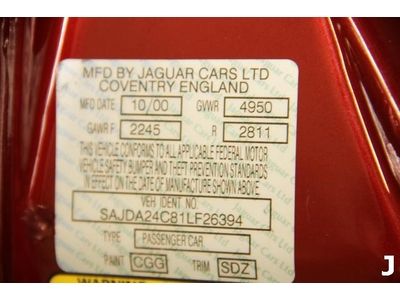 MFD BY JAGUAR CARS LTD
COVENTRY ENGLAND
MFD DATE 10/00 GVWR 4950
GAWR F 2245 R 2811
THIS VEHICLE CONFORMS TO ALL APPLICABLE FEDERAL MOTOR
VEHICLE SAFETY BUMPER AND THEFT PREVENTION STANDARDS
IN EFFECT ON THE DATE OF MANUFACTURE SHOWN ABOVE
VEH IDENT NO.
SAJDA24C81LF26394
TYPE PASSENGER CAR
PAINT CGG TRIM SDZ
WARNING
J